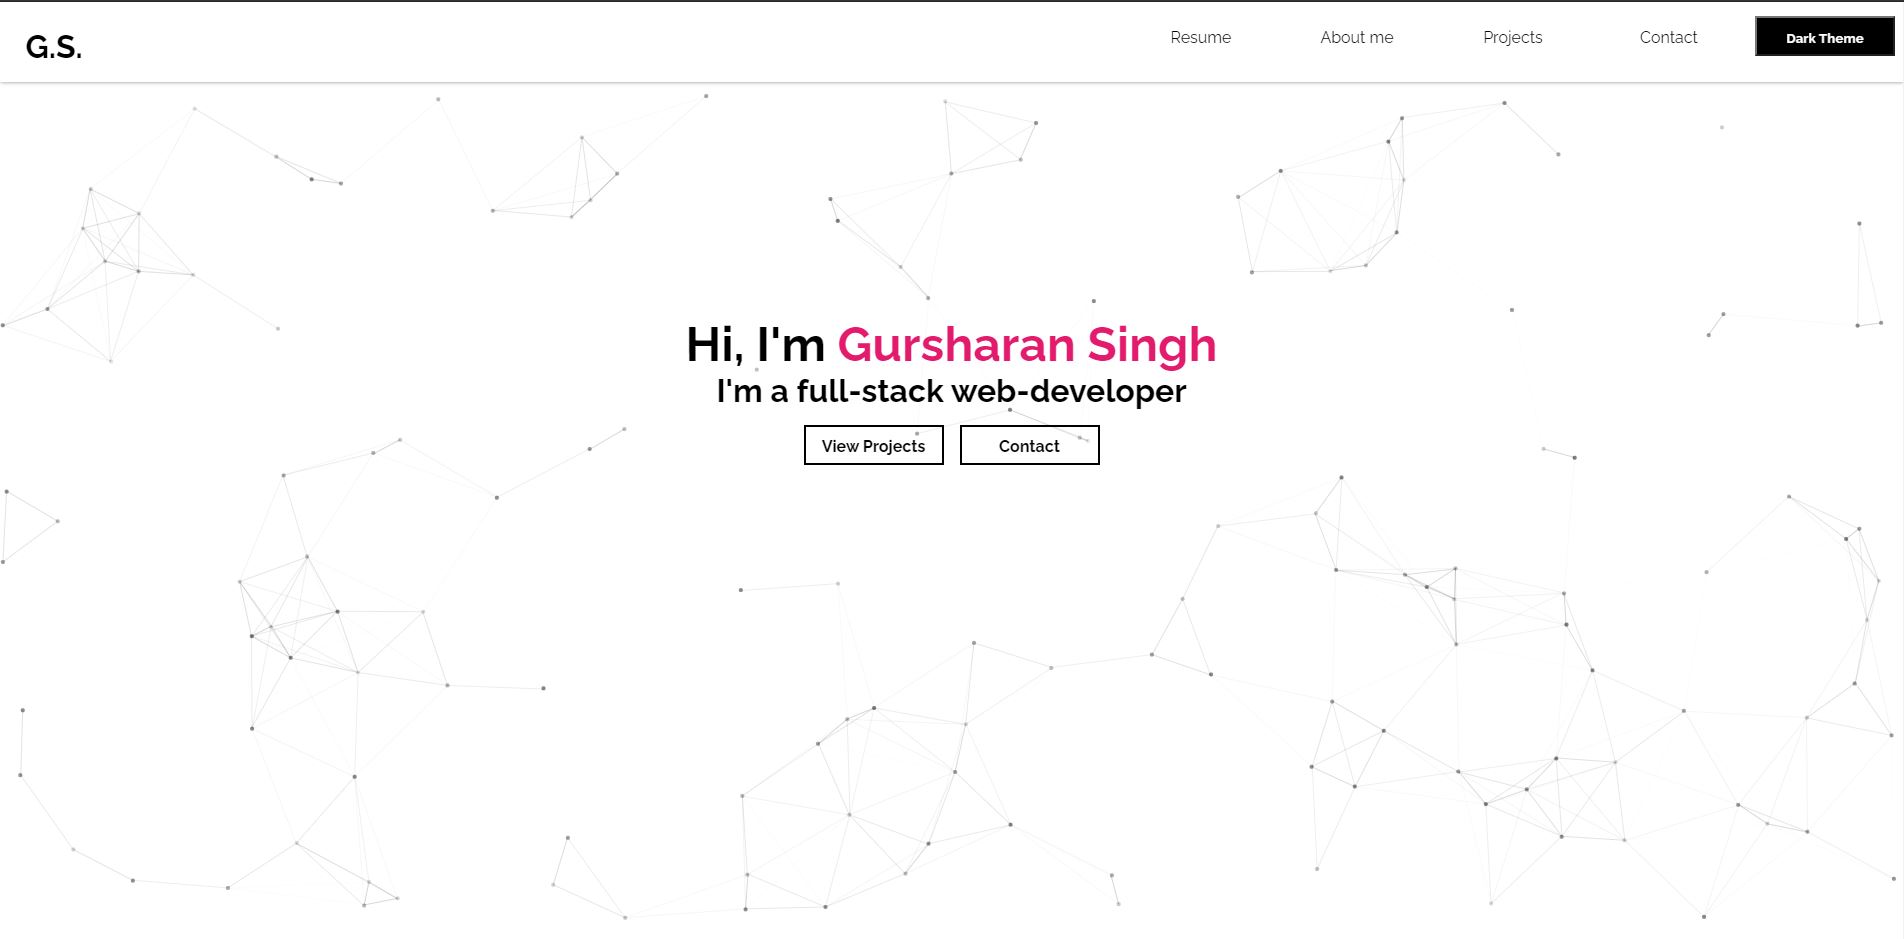 G.S.
Resume
About me
Projects
Contact
Dark Theme
Hi, I'm Gursharan Singh
I'm a full-stack web-developer
View Projects
Contact